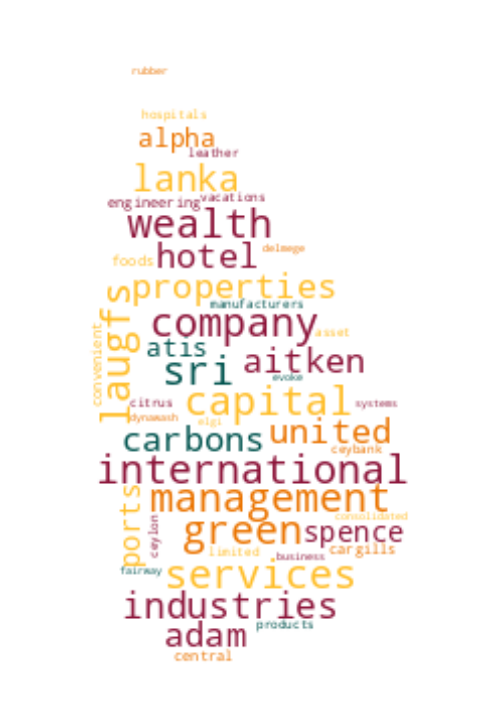 rubber
hospitals
alpha
leather
lanka
vacations
engineering
wealth
delmege
hotel
foods
properties
manufacturers
company
asset
laugfs
convenient
atis
aitken
sri
evoke
capital
citrus
systems
dynawash
elgi
united
carbons
ceybank
international
management
ports
consolidated
ceylon
green
spence
cargills
limited
business
fairway
services
industries
products
adam
central